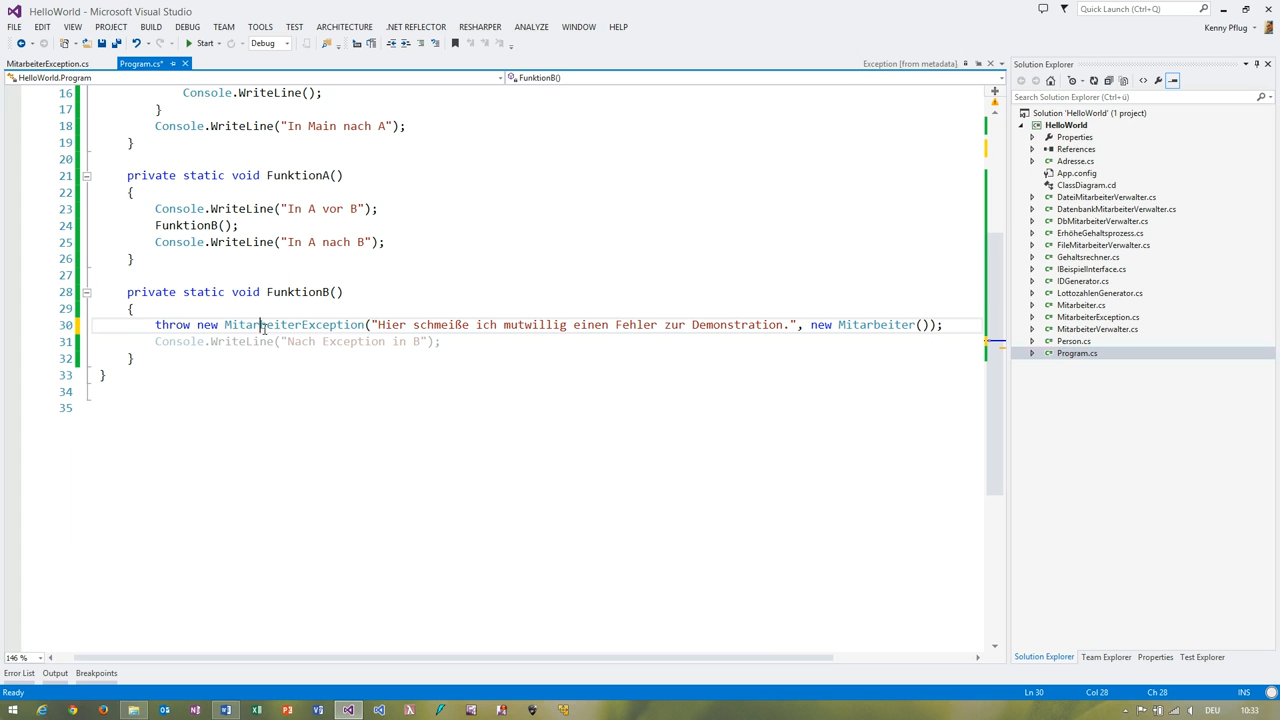 HelloWorld - Microsoft Visual Studio
Quick Launch (Ctrl+Q)
FILE EDIT VIEW PROJECT BUILD DEBUG TEAM TOOLS TEST ARCHITECTURE .NET REFLECTOR RESHARPER ANALYZE WINDOW HELP
Kenny Pflug
Start Debug
MitarbeiterException.cs Program.cs* Exception [from metadata]
HelloWorld.Program FunktionB()
16 Console.WriteLine();
17 }
18 Console.WriteLine("In Main nach A");
19 }
20
21 private static void FunktionA()
22 {
23 Console.WriteLine("In A vor B");
24 FunktionB();
25 Console.WriteLine("In A nach B");
26 }
27
28 private static void FunktionB()
29 {
30 throw new MitarbeiterException("Hier schmeiße ich mutwillig einen Fehler zur Demonstration.", new Mitarbeiter());
31 Console.WriteLine("Nach Exception in B");
32 }
33 }
34
35
146 %
Error List Output Breakpoints
Solution Explorer
Search Solution Explorer (Ctrl+ü)
Solution 'HelloWorld' (1 project)
HelloWorld
Properties
References
Adresse.cs
App.config
ClassDiagram.cd
DateiMitarbeiterVerwalter.cs
DatenbankMitarbeiterVerwalter.cs
DbMitarbeiterVerwalter.cs
ErhöheGehaltsprozess.cs
FileMitarbeiterVerwalter.cs
Gehaltsrechner.cs
IBeispielInterface.cs
IDGenerator.cs
LottozahlenGenerator.cs
Mitarbeiter.cs
MitarbeiterException.cs
MitarbeiterVerwalter.cs
Person.cs
Program.cs
Solution Explorer Team Explorer Properties Test Explorer
Ready Ln 30 Col 28 Ch 28 INS
DEU 10:33